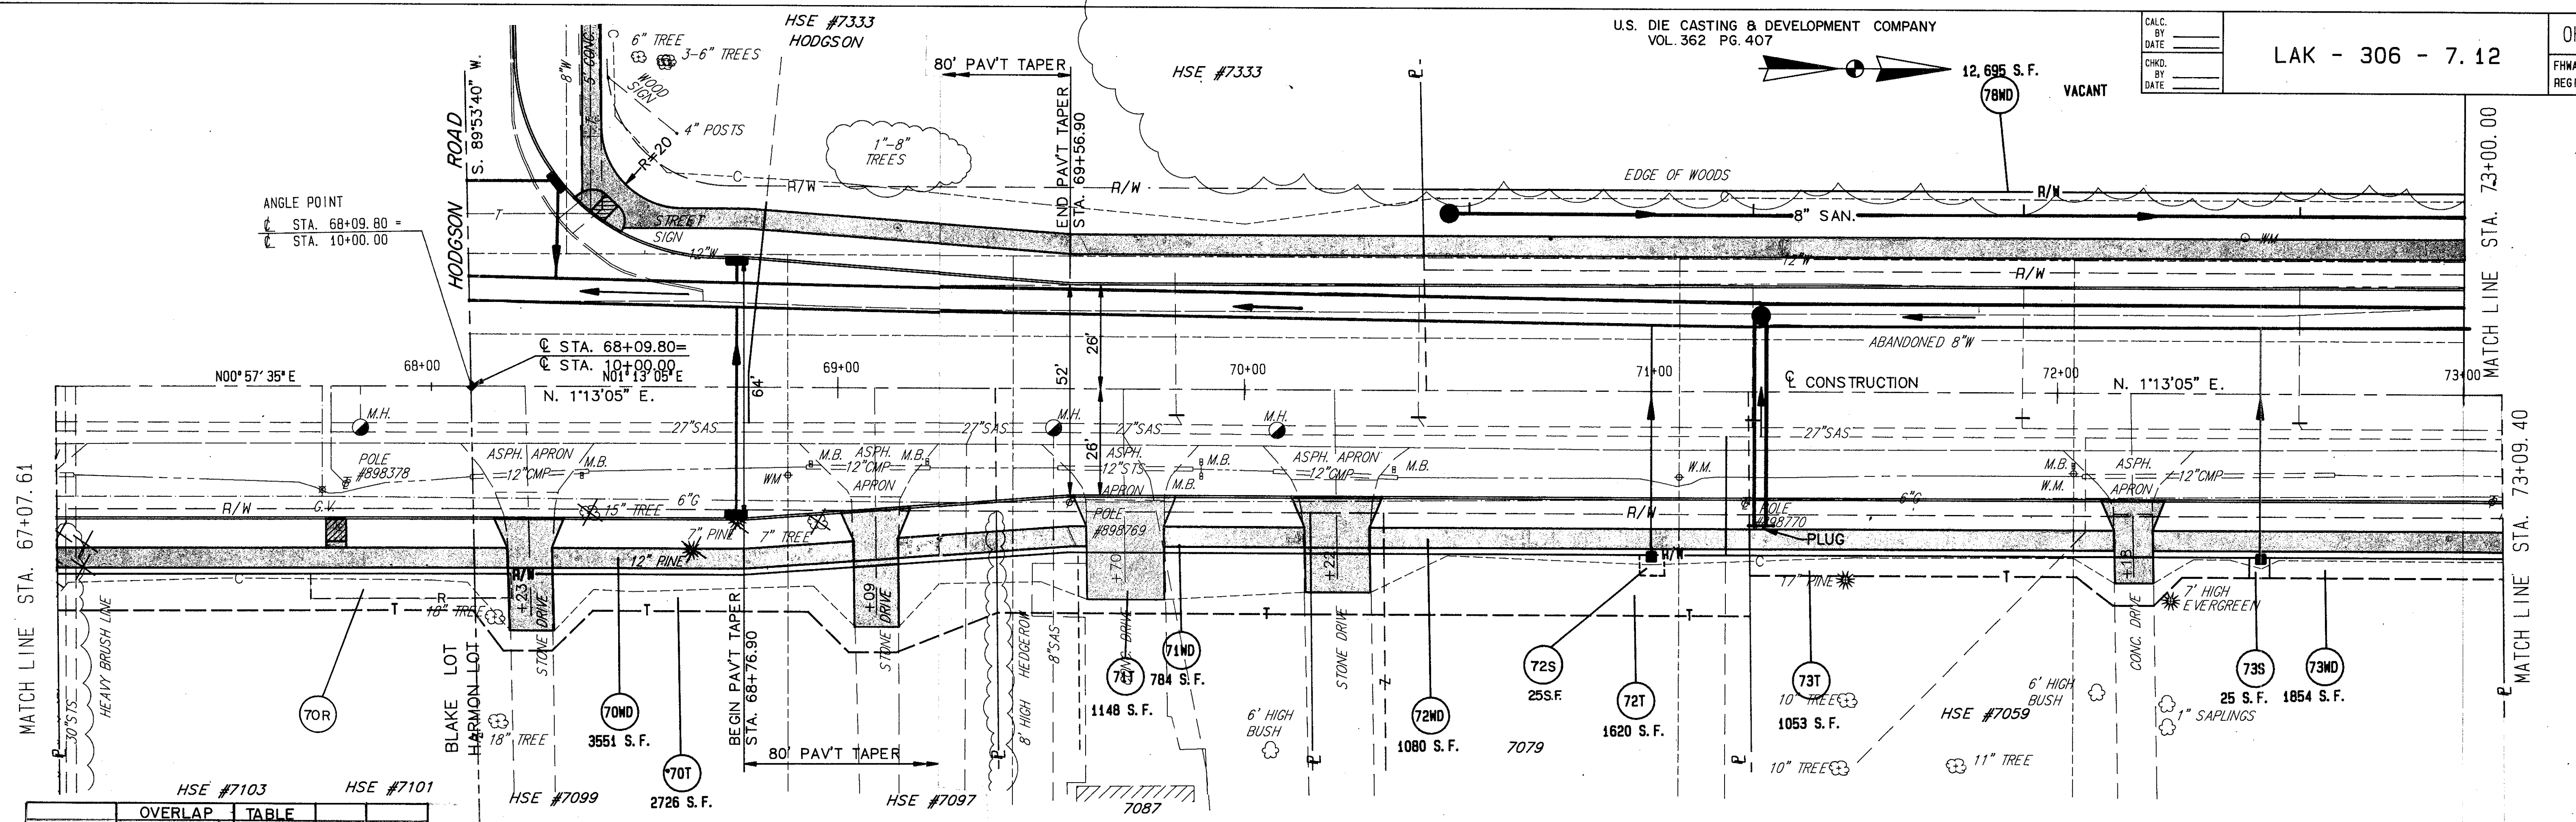 HSE #7333
HODGSON
6" TREE
3-6" TREES
80' PAV'T TAPER
HSE #7333
U.S. DIE CASTING & DEVELOPMENT COMPANY
VOL. 362 PG. 407
12,695 S.F.
78WD
VACANT
CALC.
BY
DATE
CHKD.
BY
DATE
LAK - 306 - 7.12
FHWA
HODGSON ROAD
S. 89°53'40" W.
8"W
5' CONC.
C
WOOD
SIGN
4" POSTS
R=20
1"-8"
TREES
C
R/W
R/W
END PAV'T TAPER
STA. 69+56.90
P
EDGE OF WOODS
R/W
MATCH LINE STA. 73+00.00
ANGLE POINT
℄ STA. 68+09.80 =
℄ STA. 10+00.00
T
STREET
SIGN
8" SAN.
WM
12"W
12"W
R/W
HODGSON
ABANDONED 8"W
℄ STA. 68+09.80=
℄ STA. 10+00.00
N00°57'35"E
68+00
N01°13'05"E
N. 1°13'05" E.
69+00
64'
52'
26'
26'
70+00
71+00
℄ CONSTRUCTION
72+00
N. 1°13'05" E.
73+00
M.H.
27"SAS
27"SAS
M.H.
27"SAS
M.H.
27"SAS
27"SAS
POLE
#898378
ASPH. APRON
12"CMP
M.B.
WM
M.B.
ASPH.
M.B.
12"CMP
APRON
ASPH.
12"STS
M.B.
M.B.
APRON
ASPH. APRON
12"CMP
M.B.
W.M.
M.B.
W.M.
ASPH.
12"CMP
APRON
R/W
G.V.
15" TREE
6"G
7" PINE
7" TREE
POLE
#898769
R/W
POLE
#898770
PLUG
6"G
R/W
12" PINE
+23
+09
+70
+22
+18
R/W
C
R
16" TREE
T
T
T
T
C
17" PINE
T
7' HIGH
EVERGREEN
MATCH LINE STA. 67+07.61
MATCH LINE STA. 73+09.40
30"STS
HEAVY BRUSH LINE
BLAKE LOT
HARMON LOT
STONE DRIVE
BEGIN PAV'T TAPER
STA. 68+76.90
STONE DRIVE
8' HIGH HEDGEROW
8"SAS
CONC. DRIVE
STONE DRIVE
CONC. DRIVE
70R
70WD
3551 S.F.
70T
2726 S.F.
71T
1148 S.F.
71WD
784 S.F.
72WD
1080 S.F.
72S
25S.F.
72T
1620 S.F.
73T
1053 S.F.
73S
25 S.F.
73WD
1854 S.F.
18" TREE
80' PAV'T TAPER
6' HIGH
BUSH
7079
10" TREE
10" TREE
11" TREE
HSE #7059
6' HIGH
BUSH
1" SAPLINGS
HSE #7103
HSE #7101
HSE #7099
HSE #7097
7087
OVERLAP TABLE